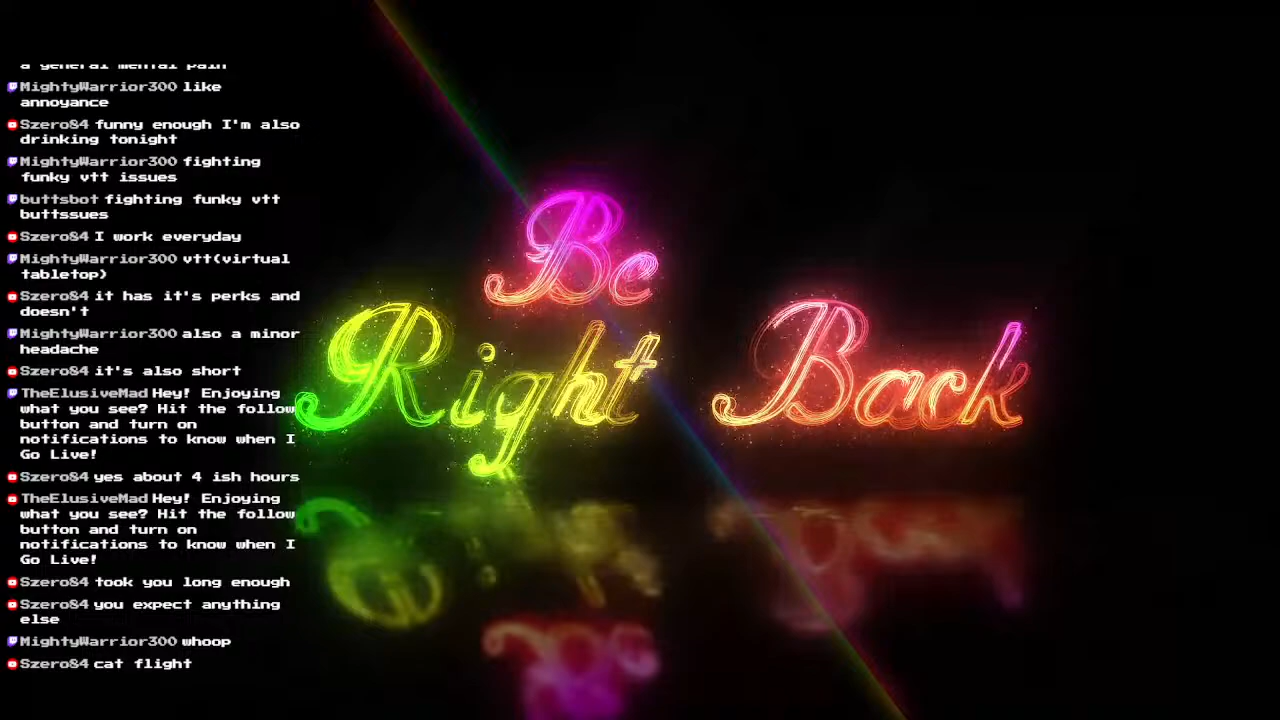 a general mental pain
MightyWarrior300 like
annoyance
Szero84 funny enough I'm also
drinking tonight
MightyWarrior300 fighting
funky vtt issues
buttsbot fighting funky vtt
buttssues
Szero84 I work everyday
MightyWarrior300 vtt(virtual
tabletop)
Szero84 it has it's perks and
doesn't
MightyWarrior300 also a minor
headache
Szero84 it's also short
TheElusiveMad Hey! Enjoying
what you see? Hit the follow
button and turn on
notifications to know when I
Go Live!
Szero84 yes about 4 ish hours
TheElusiveMad Hey! Enjoying
what you see? Hit the follow
button and turn on
notifications to know when I
Go Live!
Szero84 took you long enough
Szero84 you expect anything
else
MightyWarrior300 whoop
Szero84 cat flight
Be
Right Back